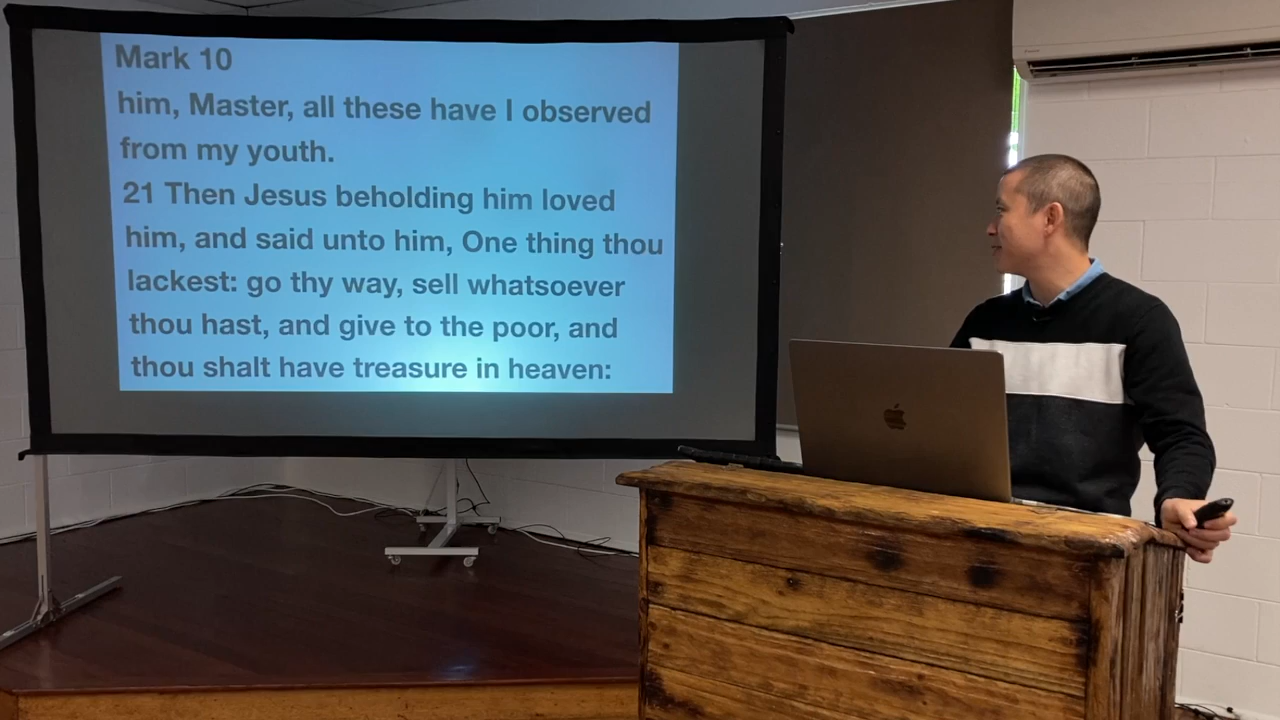 Mark 10
him, Master, all these have I observed
from my youth.
21 Then Jesus beholding him loved
him, and said unto him, One thing thou
lackest: go thy way, sell whatsoever
thou hast, and give to the poor, and
thou shalt have treasure in heaven: